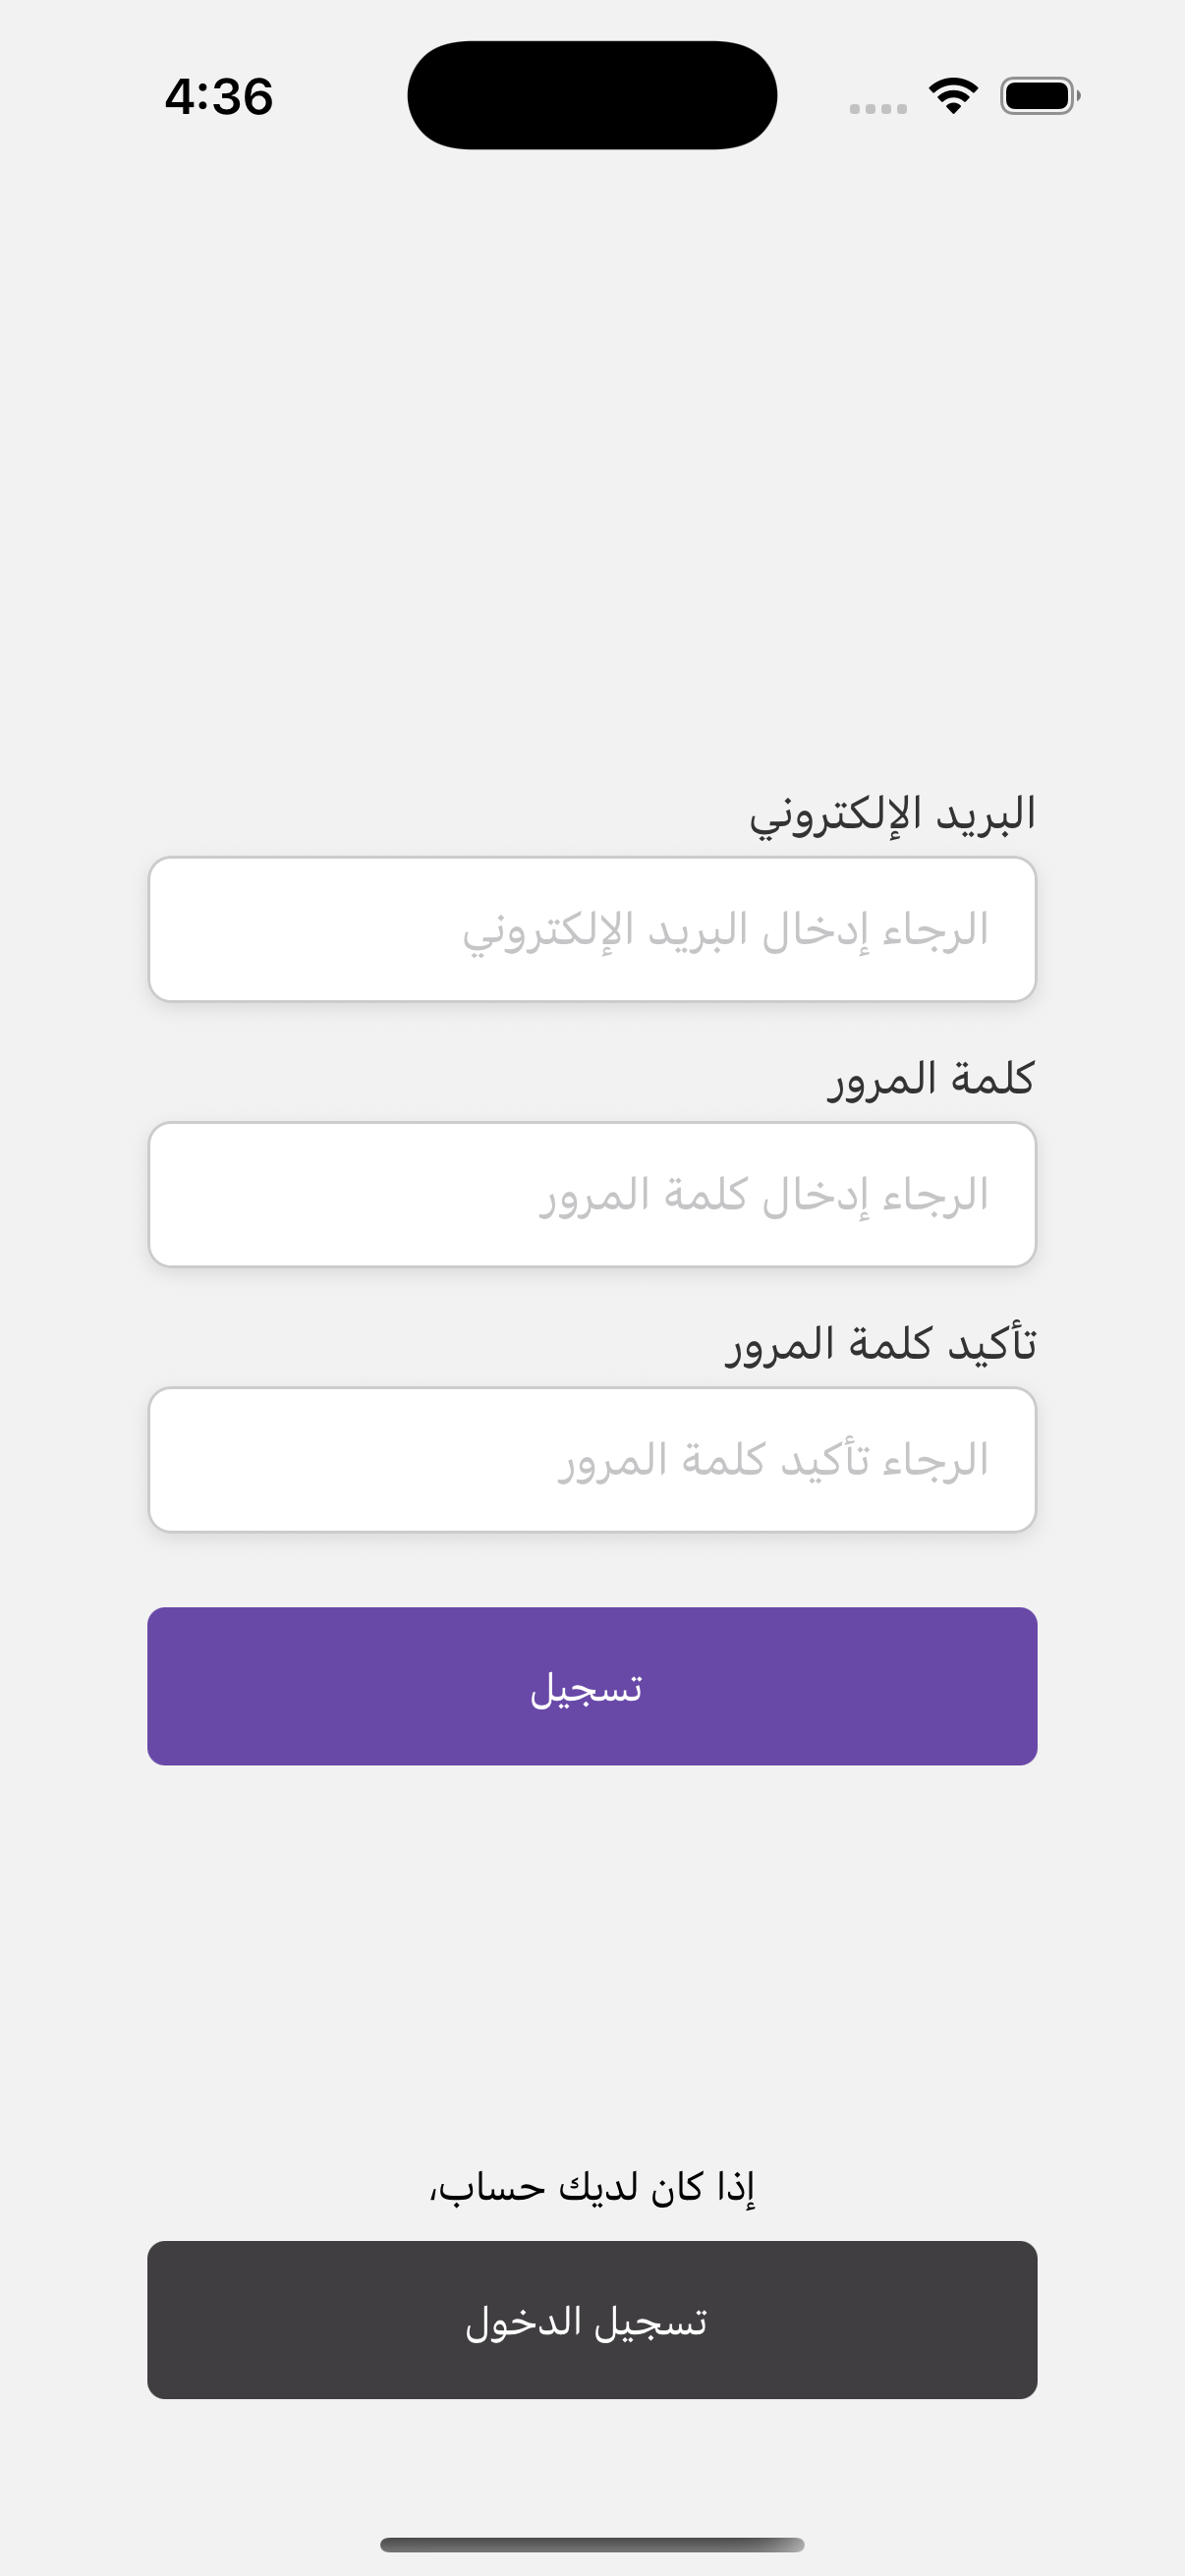 4:36
البريد الإلكتروني
الرجاء إدخال البريد الإلكتروني
كلمة المرور
الرجاء إدخال كلمة المرور
تأكيد كلمة المرور
الرجاء تأكيد كلمة المرور
تسجيل
إذا كان لديك حساب،
تسجيل الدخول